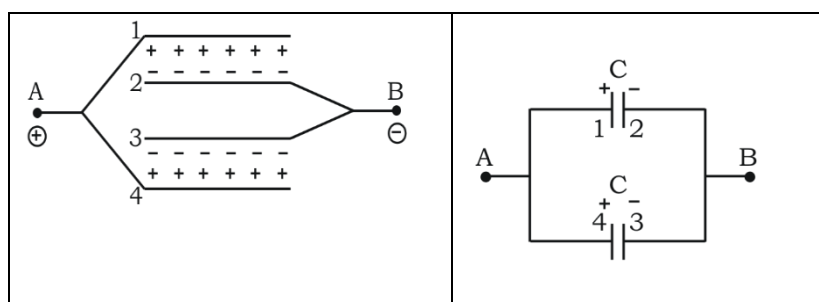 1
+ + + + + +
− − − − − −
2
A
B
⊕
⊖
3
− − − − − −
+ + + + + +
4
C
+ −
1 2
A
B
C
+ −
4 3